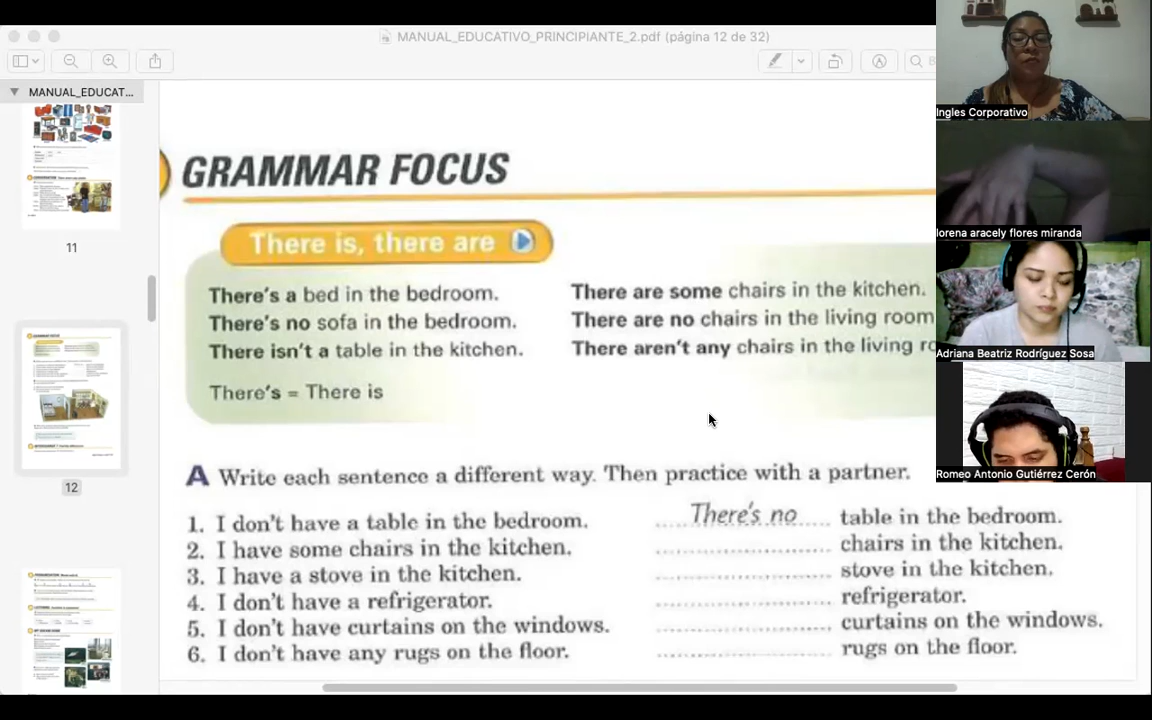 MANUAL_EDUCATIVO_PRINCIPIANTE_2.pdf (página 12 de 32)
MANUAL_EDUCAT...
11
12
GRAMMAR FOCUS
There is, there are
There's a bed in the bedroom.
There's no sofa in the bedroom.
There isn't a table in the kitchen.
There's = There is
There are some chairs in the kitchen.
There are no chairs in the living room
There aren't any chairs in the living ro
A Write each sentence a different way. Then practice with a partner.
1. I don't have a table in the bedroom. There's no table in the bedroom.
2. I have some chairs in the kitchen. .............................. chairs in the kitchen.
3. I have a stove in the kitchen. .............................. stove in the kitchen.
4. I don't have a refrigerator. .............................. refrigerator.
5. I don't have curtains on the windows. .............................. curtains on the windows.
6. I don't have any rugs on the floor. .............................. rugs on the floor.
Ingles Corporativo
lorena aracely flores miranda
Adriana Beatriz Rodríguez Sosa
Romeo Antonio Gutiérrez Cerón